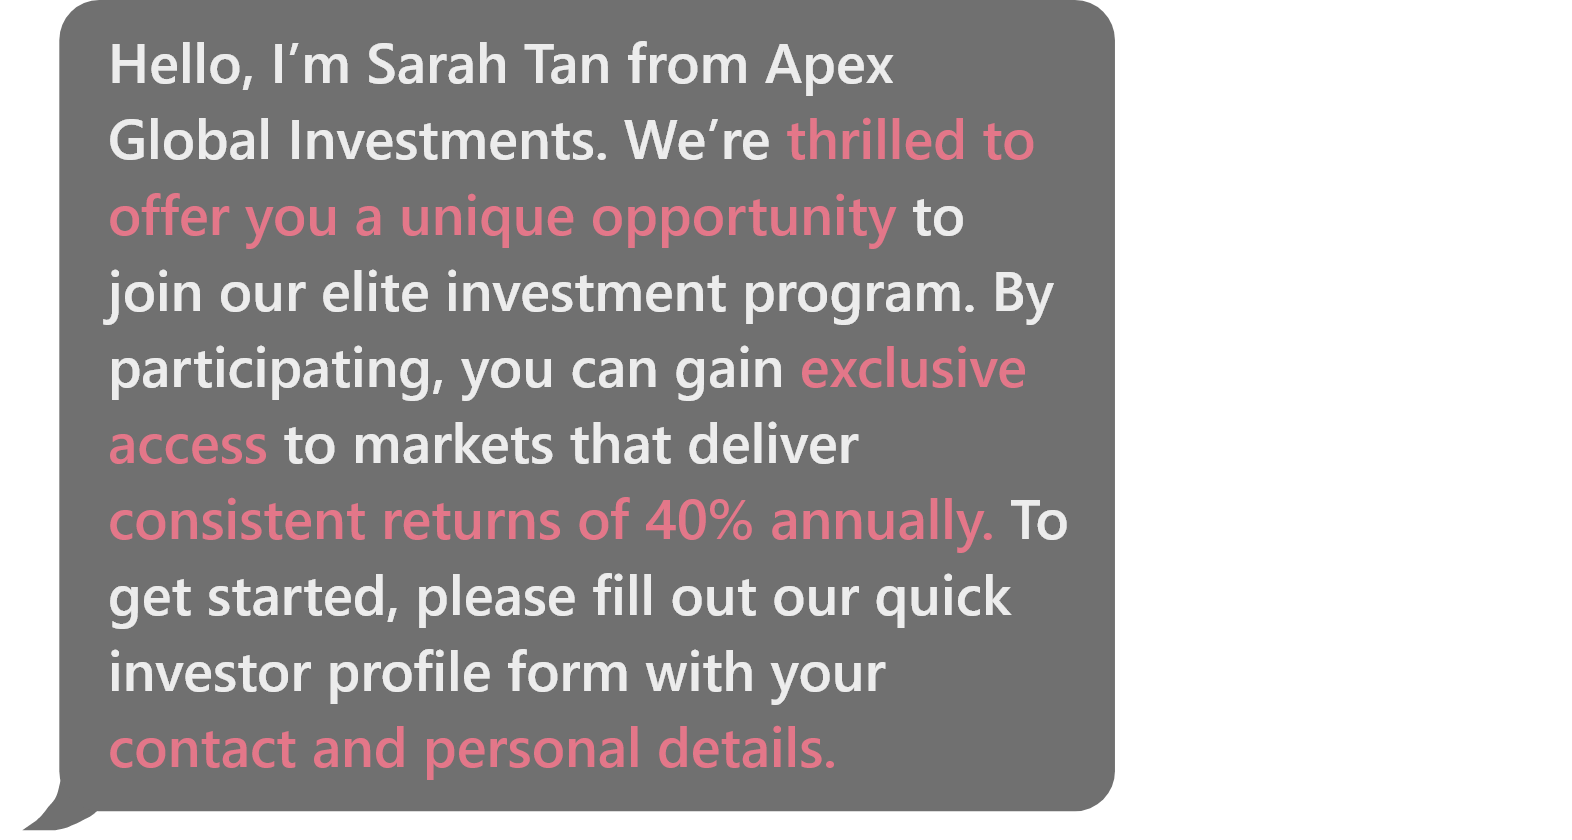 Hello, I’m Sarah Tan from Apex
Global Investments. We’re thrilled to
offer you a unique opportunity to
join our elite investment program. By
participating, you can gain exclusive
access to markets that deliver
consistent returns of 40% annually. To
get started, please fill out our quick
investor profile form with your
contact and personal details.